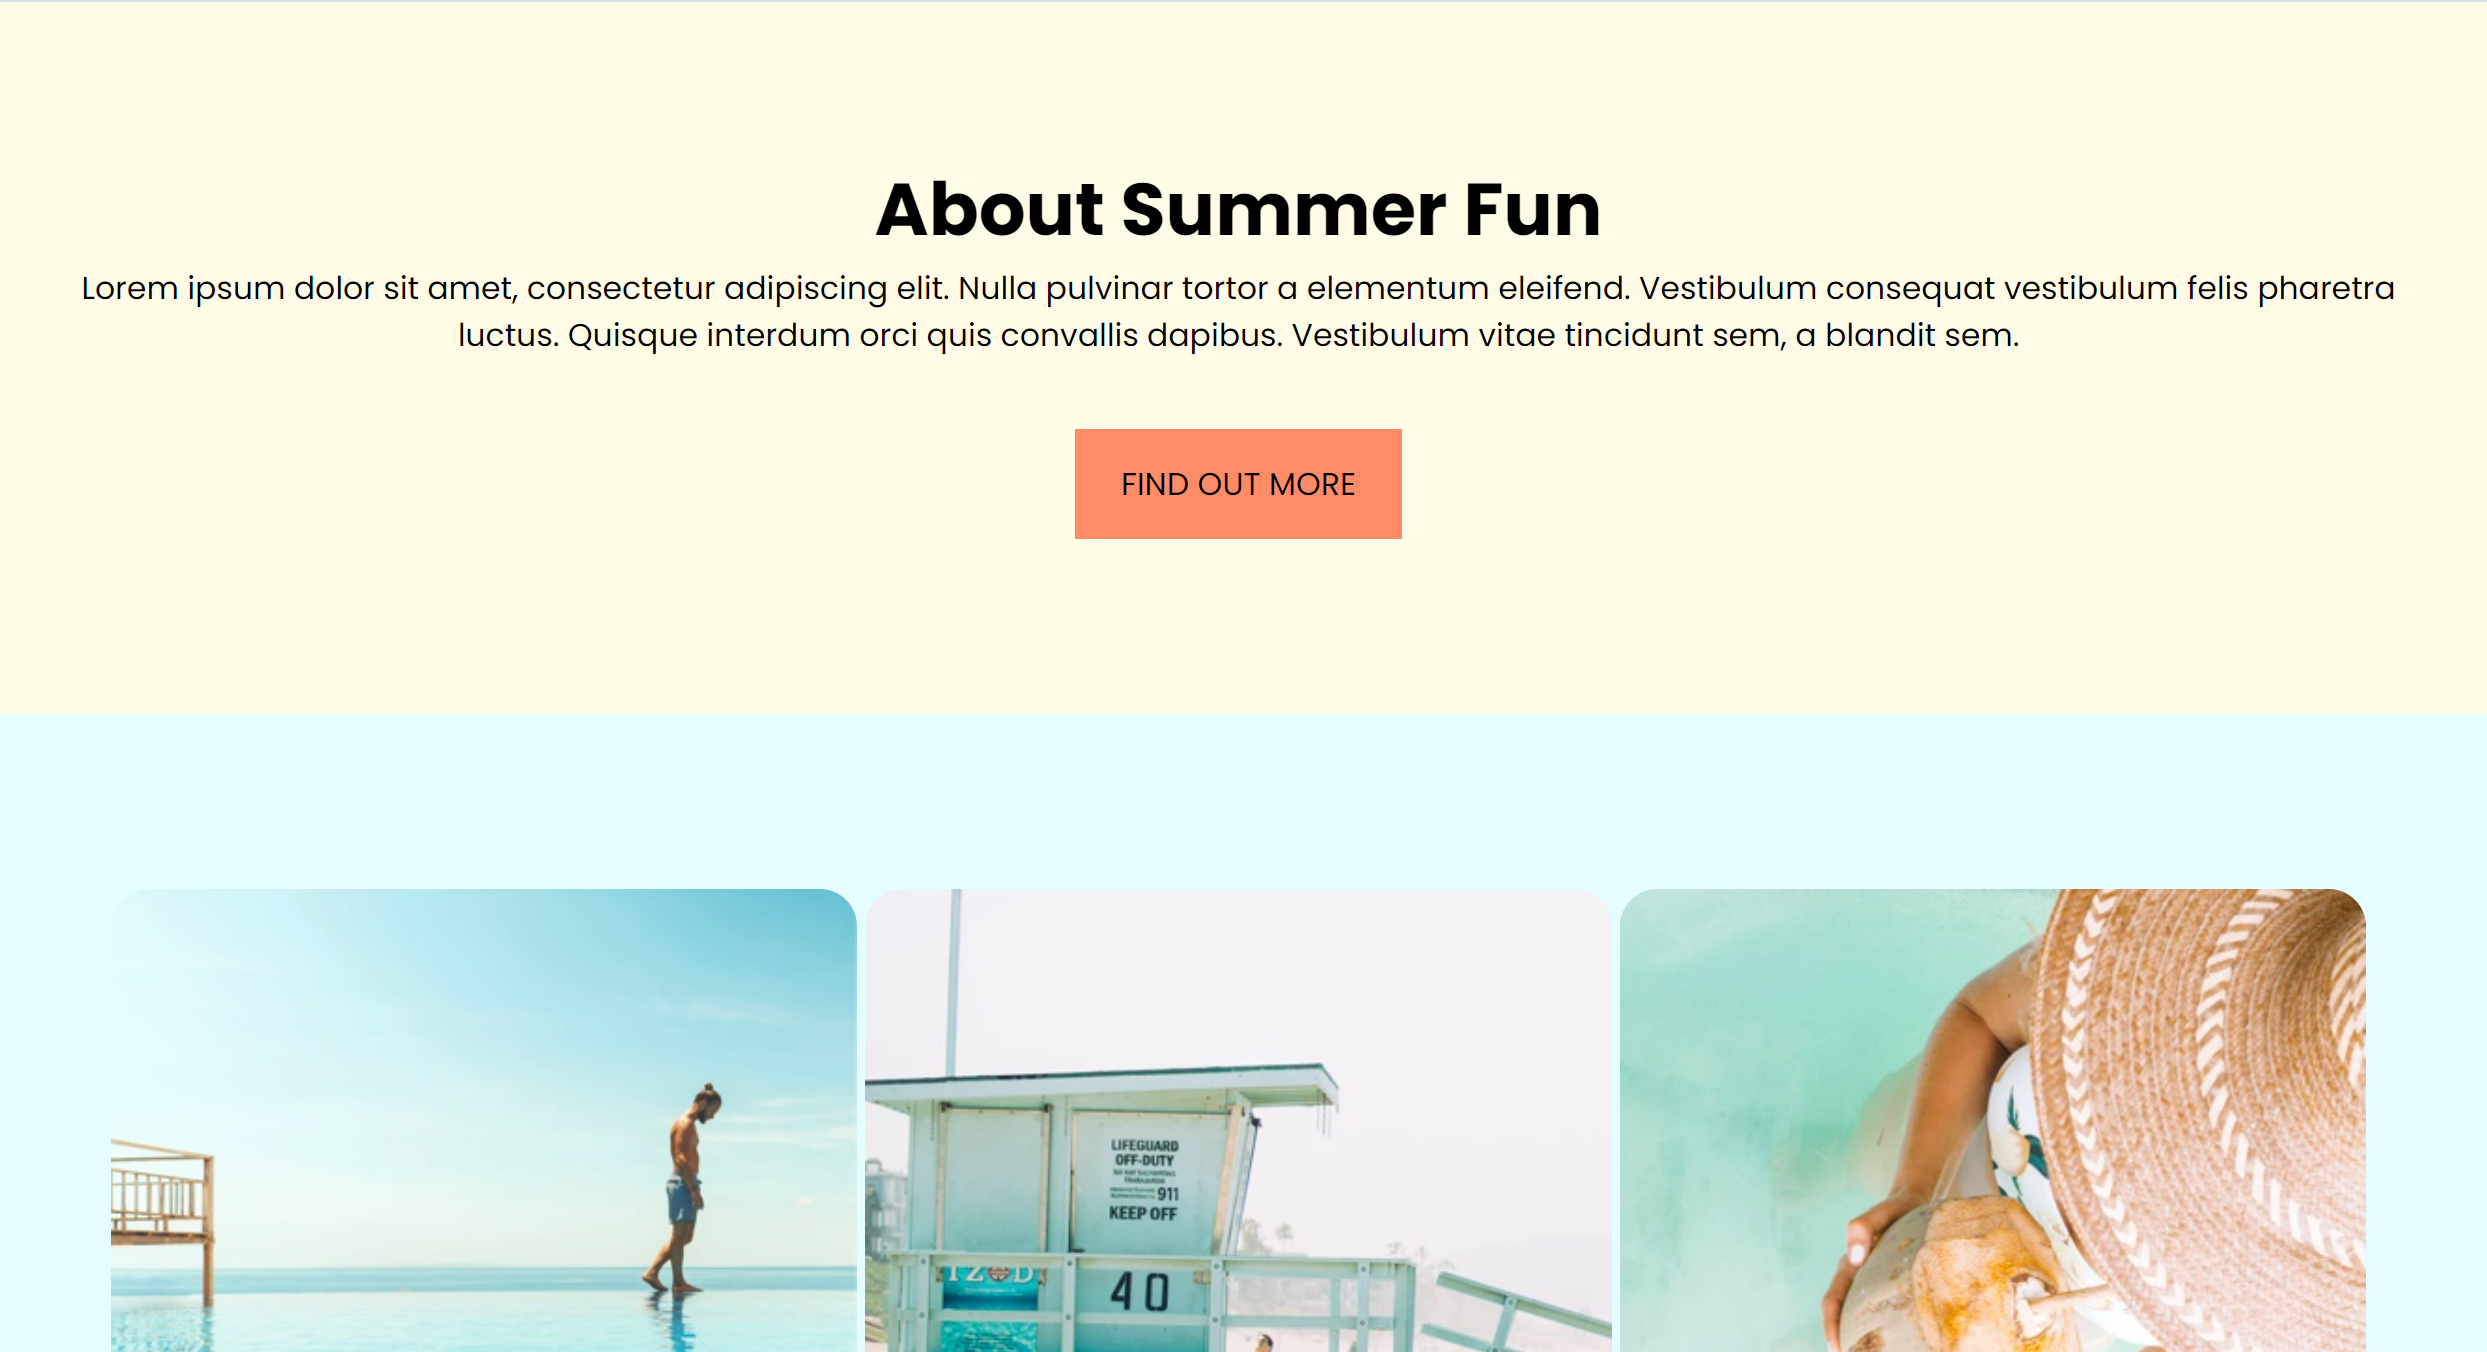 About Summer Fun
Lorem ipsum dolor sit amet, consectetur adipiscing elit. Nulla pulvinar tortor a elementum eleifend. Vestibulum consequat vestibulum felis pharetra
luctus. Quisque interdum orci quis convallis dapibus. Vestibulum vitae tincidunt sem, a blandit sem.
FIND OUT MORE
LIFEGUARD
OFF-DUTY
911
KEEP OFF
IZOD
40